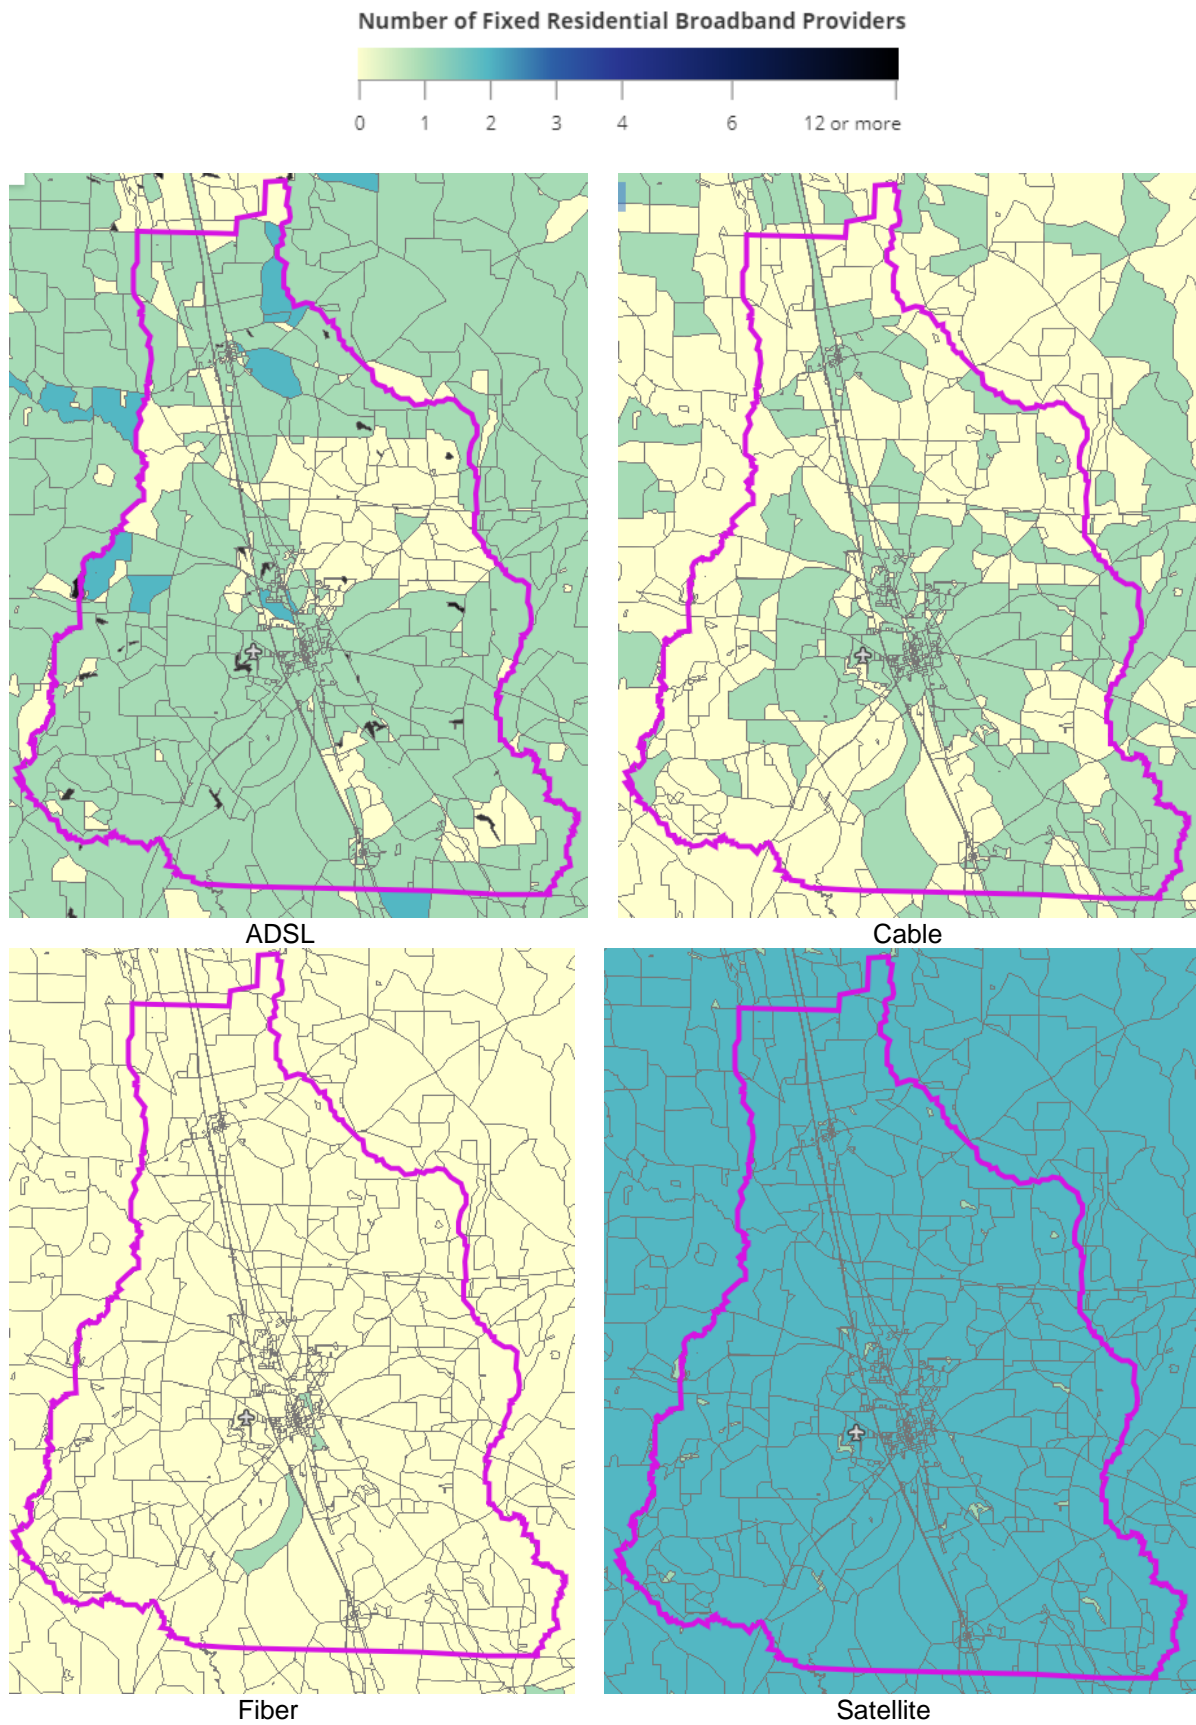 Number of Fixed Residential Broadband Providers
0 1 2 3 4 6 12 or more
ADSL Cable
Fiber Satellite